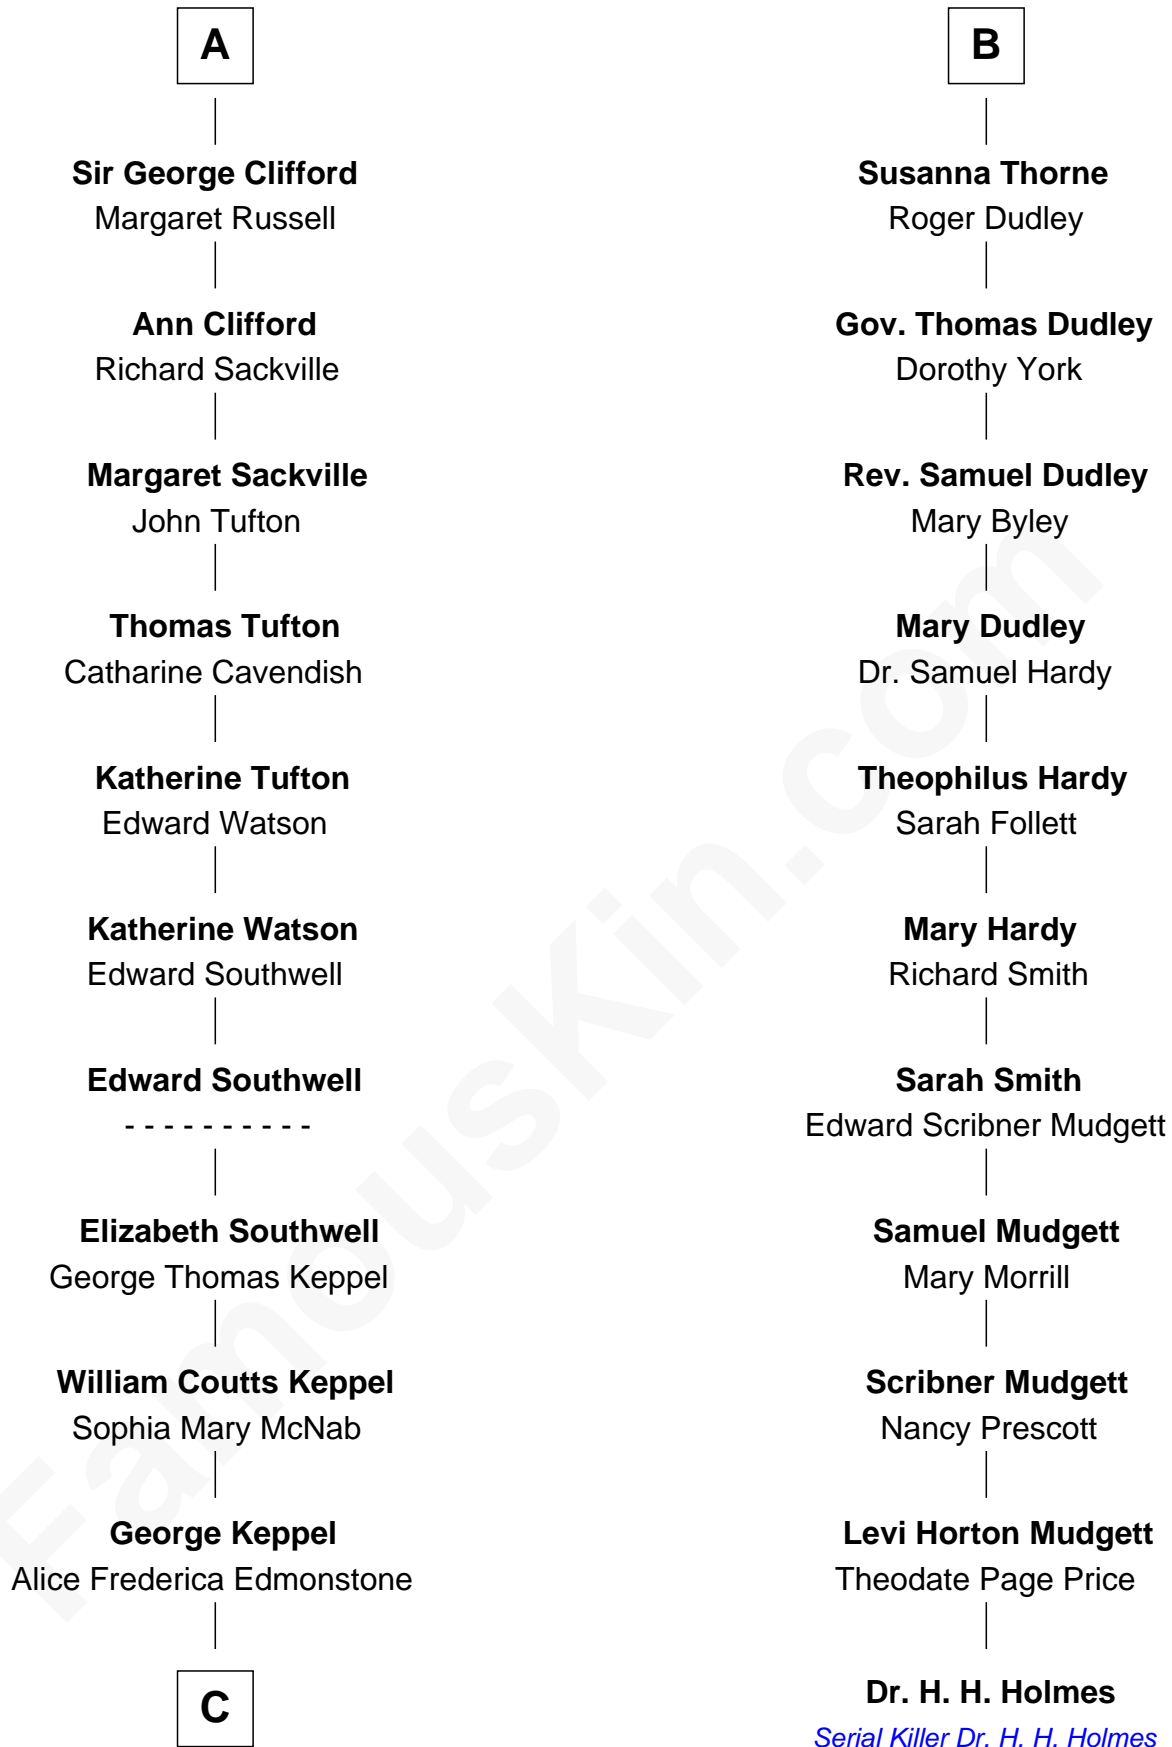 A
Sir George Clifford
Margaret Russell
Ann Clifford
Richard Sackville
Margaret Sackville
John Tufton
Thomas Tufton
Catharine Cavendish
Katherine Tufton
Edward Watson
Katherine Watson
Edward Southwell
Edward Southwell
- - - - - - - - - -
Elizabeth Southwell
George Thomas Keppel
William Coutts Keppel
Sophia Mary McNab
George Keppel
Alice Frederica Edmonstone
C
B
Susanna Thorne
Roger Dudley
Gov. Thomas Dudley
Dorothy York
Rev. Samuel Dudley
Mary Byley
Mary Dudley
Dr. Samuel Hardy
Theophilus Hardy
Sarah Follett
Mary Hardy
Richard Smith
Sarah Smith
Edward Scribner Mudgett
Samuel Mudgett
Mary Morrill
Scribner Mudgett
Nancy Prescott
Levi Horton Mudgett
Theodate Page Price
Dr. H. H. Holmes
Serial Killer Dr. H. H. Holmes
FamousKin.com